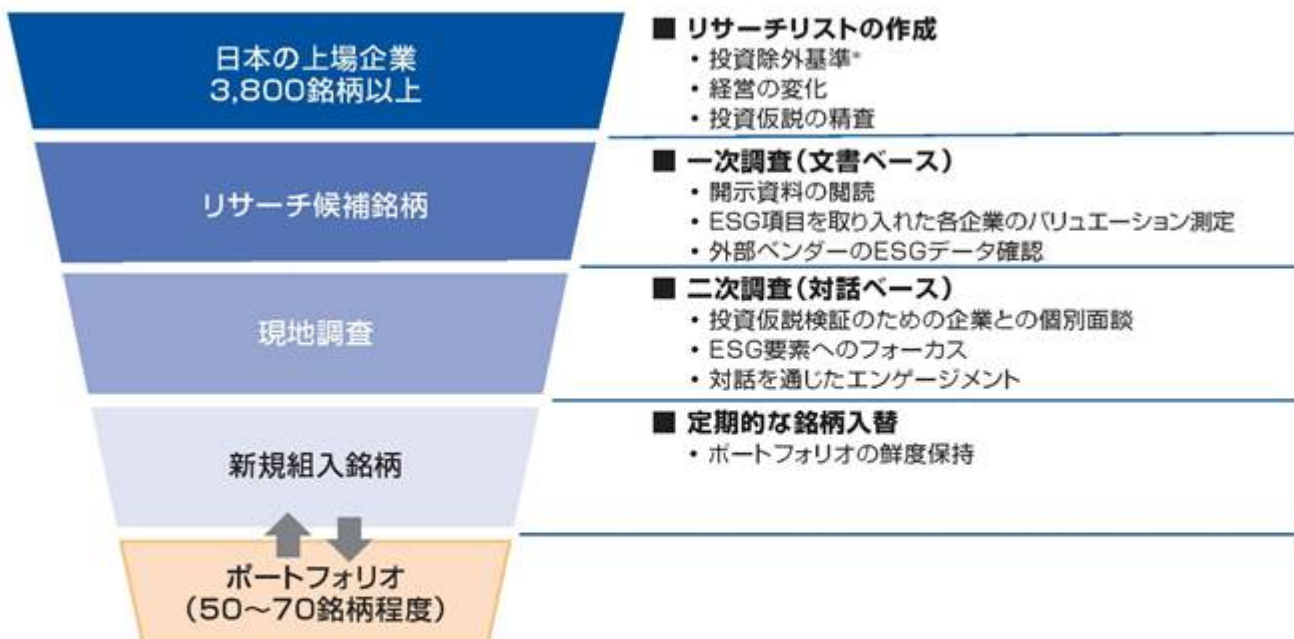 日本の上場企業
3,800銘柄以上
■ リサーチリストの作成
・投資除外基準*
・経営の変化
・投資仮説の精査
リサーチ候補銘柄
■ 一次調査(文書ベース)
・開示資料の閲読
・ESG項目を取り入れた各企業のバリュエーション測定
・外部ベンダーのESGデータ確認
現地調査
■ 二次調査(対話ベース)
・投資仮説検証のための企業との個別面談
・ESG要素へのフォーカス
・対話を通じたエンゲージメント
新規組入銘柄
■ 定期的な銘柄入替
・ポートフォリオの鮮度保持
ポートフォリオ
(50~70銘柄程度)